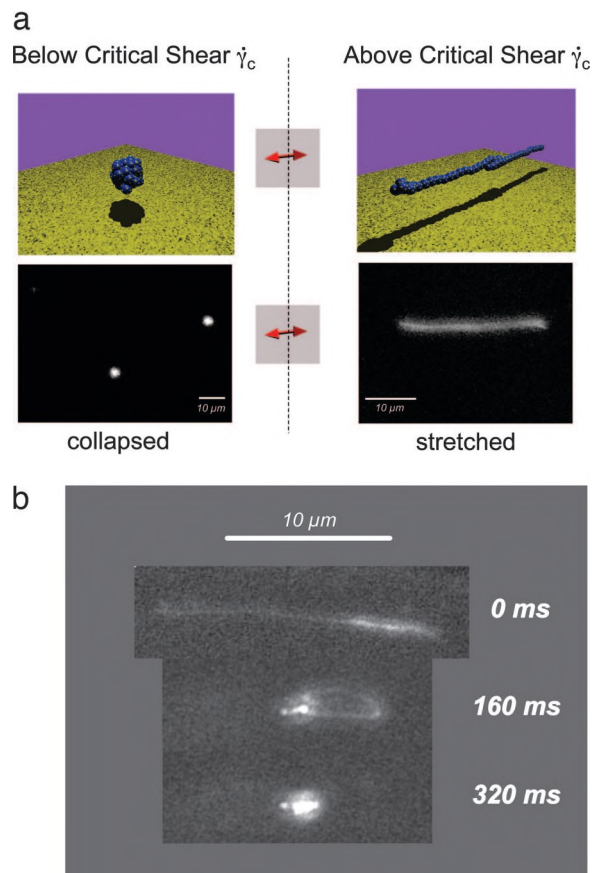 a
Below Critical Shear γ̇c
Above Critical Shear γ̇c
10 μm
10 μm
collapsed
stretched
b
10 μm
0 ms
160 ms
320 ms